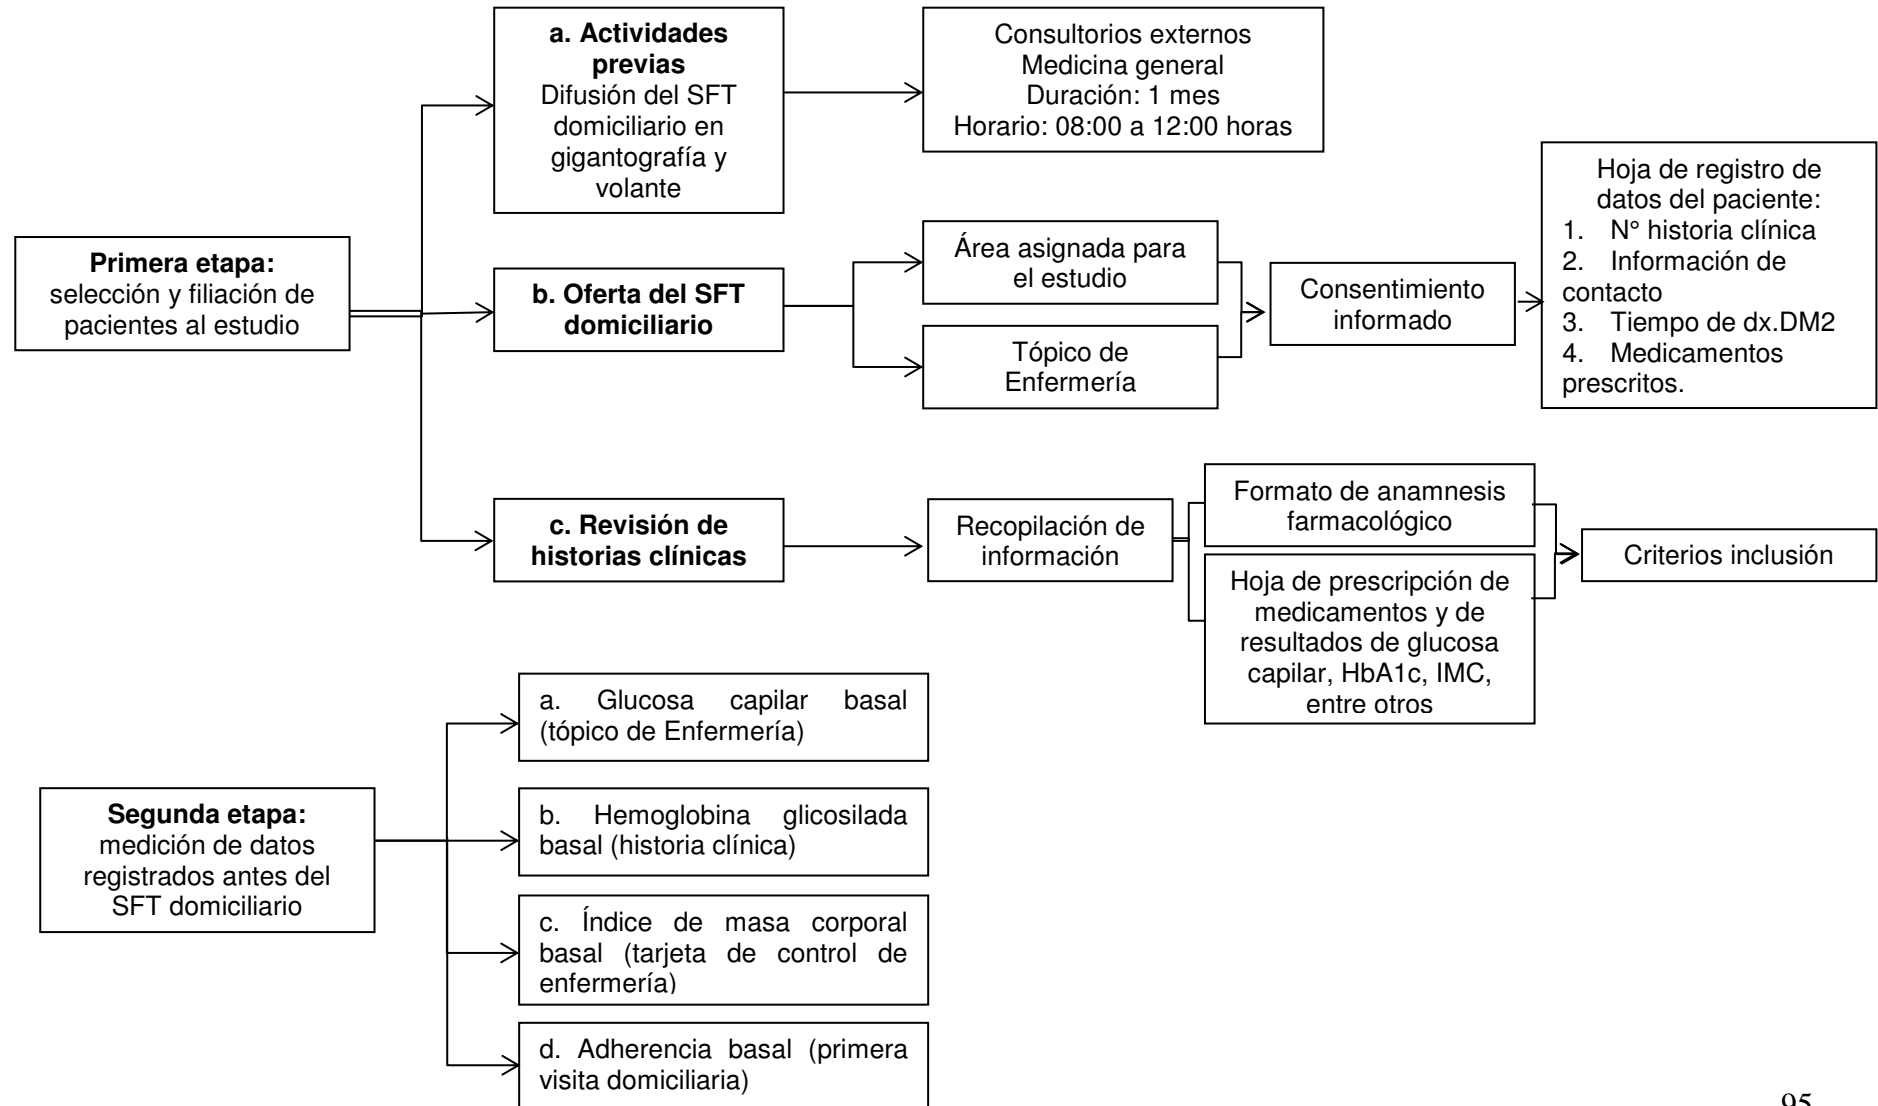 Primera etapa:
selección y filiación de
pacientes al estudio
a. Actividades
previas
Difusión del SFT
domiciliario en
gigantografía y
volante
Consultorios externos
Medicina general
Duración: 1 mes
Horario: 08:00 a 12:00 horas
b. Oferta del SFT
domiciliario
Área asignada para
el estudio
Tópico de
Enfermería
Consentimiento
informado
Hoja de registro de
datos del paciente:
1. N° historia clínica
2. Información de
contacto
3. Tiempo de dx.DM2
4. Medicamentos
prescritos.
c. Revisión de
historias clínicas
Recopilación de
información
Formato de anamnesis
farmacológico
Hoja de prescripción de
medicamentos y de
resultados de glucosa
capilar, HbA1c, IMC,
entre otros
Criterios inclusión
Segunda etapa:
medición de datos
registrados antes del
SFT domiciliario
a. Glucosa capilar basal
(tópico de Enfermería)
b. Hemoglobina glicosilada
basal (historia clínica)
c. Índice de masa corporal
basal (tarjeta de control de
enfermería)
d. Adherencia basal (primera
visita domiciliaria)
95